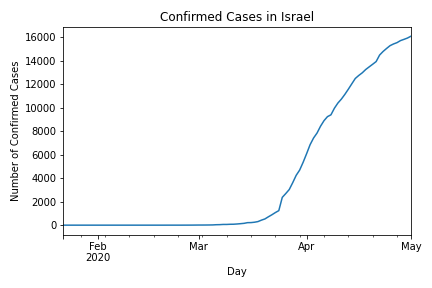 Confirmed Cases in Israel
16000
14000
12000
10000
8000
6000
4000
2000
0
Number of Confirmed Cases
Feb
2020
Mar
Apr
May
Day